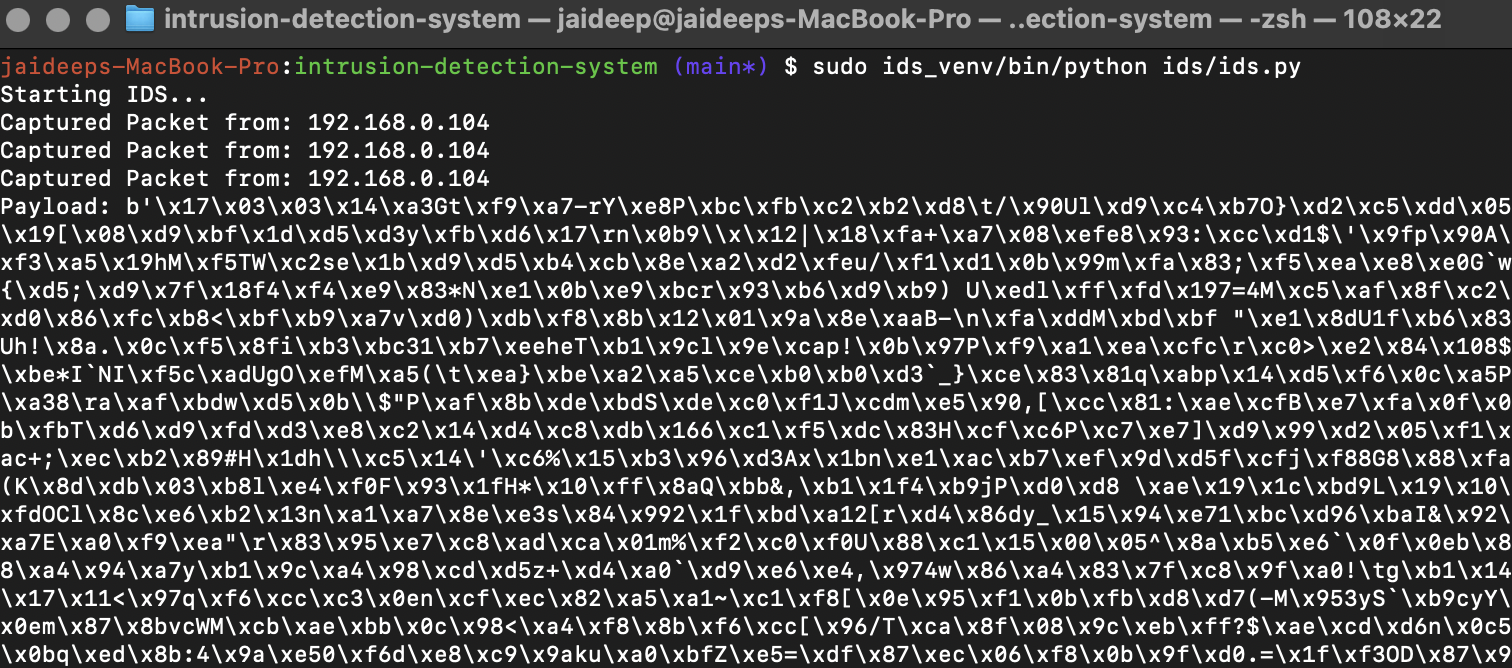 intrusion-detection-system — jaideep@jaideeps-MacBook-Pro — ..ection-system — -zsh — 108×22
jaideeps-MacBook-Pro:intrusion-detection-system (main*) $ sudo ids_venv/bin/python ids/ids.py
Starting IDS...
Captured Packet from: 192.168.0.104
Captured Packet from: 192.168.0.104
Captured Packet from: 192.168.0.104
Payload: b'\x17\x03\x03\x14\xa3Gt\xf9\xa7-rY\xe8P\xbc\xfb\xc2\xb2\xd8\t/\x90Ul\xd9\xc4\xb7O}\xd2\xc5\xdd\x05
\x19[\x08\xd9\xbf\x1d\xd5\xd3y\xfb\xd6\x17\rn\x0b9\\x\x12|\x18\xfa+\xa7\x08\xefe8\x93:\xcc\xd1$\'\x9fp\x90A\
xf3\xa5\x19hM\xf5TW\xc2se\x1b\xd9\xd5\xb4\xcb\x8e\xa2\xd2\xfeu/\xf1\xd1\x0b\x99m\xfa\x83;\xf5\xea\xe8\xe0G`w
{\xd5;\xd9\x7f\x18f4\xf4\xe9\x83*N\xe1\x0b\xe9\xbcr\x93\xb6\xd9\xb9) U\xedl\xff\xfd\x197=4M\xc5\xaf\x8f\xc2\
xd0\x86\xfc\xb8<\xbf\xb9\xa7v\xd0)\xdb\xf8\x8b\x12\x01\x9a\x8e\xaaB-\n\xfa\xddM\xbd\xbf "\xe1\x8dU1f\xb6\x83
Uh!\x8a.\x0c\xf5\x8fi\xb3\xbc31\xb7\xeeheT\xb1\x9cl\x9e\xcap!\x0b\x97P\xf9\xa1\xea\xcfc\r\xc0>\xe2\x84\x108$
\xbe*I`NI\xf5c\xadUgO\xefM\xa5(\t\xea}\xbe\xa2\xa5\xce\xb0\xb0\xd3`_}\xce\x83\x81q\xabp\x14\xd5\xf6\x0c\xa5P
\xa38\ra\xaf\xbdw\xd5\x0b\\$"P\xaf\x8b\xde\xbdS\xde\xc0\xf1J\xcdm\xe5\x90,[\xcc\x81:\xae\xcfB\xe7\xfa\x0f\x0
b\xfbT\xd6\xd9\xfd\xd3\xe8\xc2\x14\xd4\xc8\xdb\x166\xc1\xf5\xdc\x83H\xcf\xc6P\xc7\xe7]\xd9\x99\xd2\x05\xf1\x
ac+;\xec\xb2\x89#H\x1dh\\\xc5\x14\'\xc6%\x15\xb3\x96\xd3Ax\x1bn\xe1\xac\xb7\xef\x9d\xd5f\xcfj\xf88G8\x88\xfa
(K\x8d\xdb\x03\xb8l\xe4\xf0F\x93\x1fH*\x10\xff\x8aQ\xbb&,\xb1\x1f4\xb9jP\xd0\xd8 \xae\x19\x1c\xbd9L\x19\x10\
xfdOCl\x8c\xe6\xb2\x13n\xa1\xa7\x8e\xe3s\x84\x992\x1f\xbd\xa12[r\xd4\x86dy_\x15\x94\xe71\xbc\xd96\xbaI&\x92\
xa7E\xa0\xf9\xea"\r\x83\x95\xe7\xc8\xad\xca\x01m%\xf2\xc0\xf0U\x88\xc1\x15\x00\x05^\x8a\xb5\xe6`\x0f\x0eb\x8
8\xa4\x94\xa7y\xb1\x9c\xa4\x98\xcd\xd5z+\xd4\xa0`\xd9\xe6\xe4,\x974w\x86\xa4\x83\x7f\xc8\x9f\xa0!\tg\xb1\x14
\x17\x11<\x97q\xf6\xcc\xc3\x0en\xcf\xec\x82\xa5\xa1~\xc1\xf8[\x0e\x95\xf1\x0b\xfb\xd8\xd7(-M\x953yS`\xb9cyY\
x0em\x87\x8bvcWM\xcb\xae\xbb\x0c\x98<\xa4\xf8\x8b\xf6\xcc[\x96/T\xca\x8f\x08\x9c\xeb\xff?$\xae\xcd\xd6n\x0c5
\x0bq\xed\x8b:4\x9a\xe50\xf6d\xe8\xc9\x9aku\xa0\xbfZ\xe5=\xdf\x87\xec\x06\xf8\x0b\x9f\xd0.=\x1f\xf3OD\x87\x9